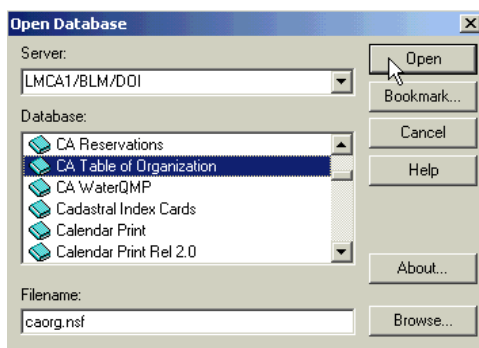 Open Database
Server:
LMCA1/BLM/DOI
Database:
CA Reservations
CA Table of Organization
CA WaterQMP
Cadastral Index Cards
Calendar Print
Calendar Print Rel 2.0
Filename:
caorg.nsf
Open
Bookmark...
Cancel
Help
About...
Browse...